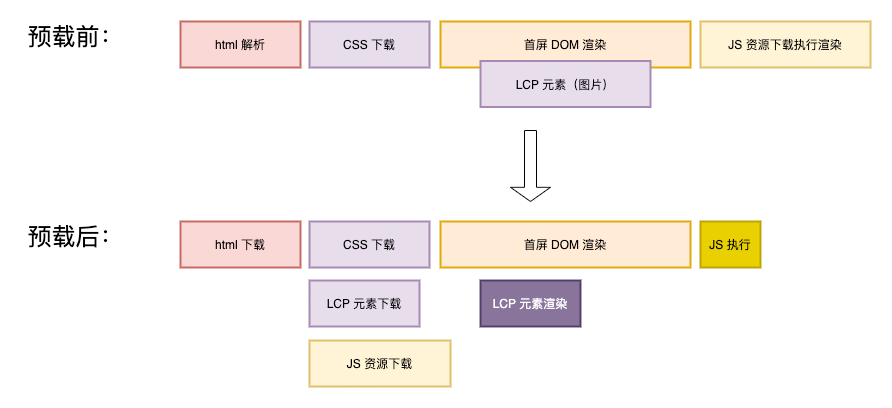 预载前：
html 解析
CSS 下载
首屏 DOM 渲染
JS 资源下载执行渲染
LCP 元素（图片）
预载后：
html 下载
CSS 下载
首屏 DOM 渲染
JS 执行
LCP 元素下载
LCP 元素渲染
JS 资源下载